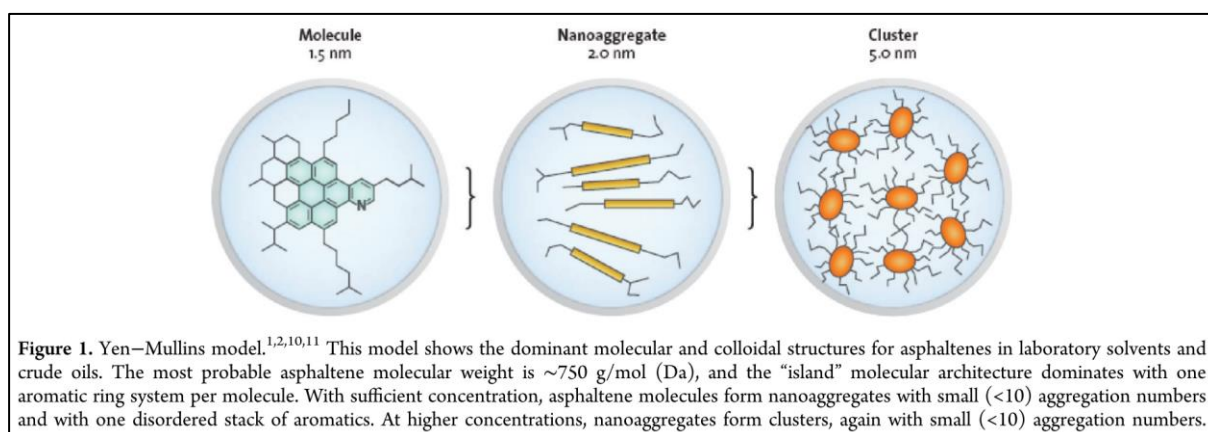 Molecule
1.5 nm
Nanoaggregate
2.0 nm
Cluster
5.0 nm
N
Figure 1. Yen−Mullins model.1,2,10,11 This model shows the dominant molecular and colloidal structures for asphaltenes in laboratory solvents and
crude oils. The most probable asphaltene molecular weight is ∼750 g/mol (Da), and the “island” molecular architecture dominates with one
aromatic ring system per molecule. With sufficient concentration, asphaltene molecules form nanoaggregates with small (<10) aggregation numbers
and with one disordered stack of aromatics. At higher concentrations, nanoaggregates form clusters, again with small (<10) aggregation numbers.